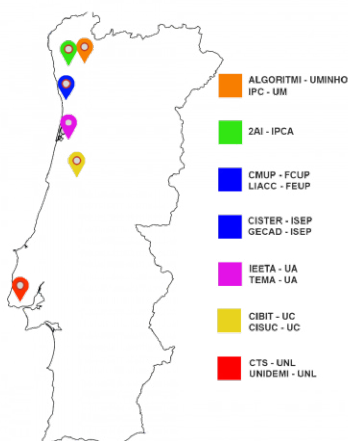 ALGORITMI - UMINHO
IPC - UM
2AI - IPCA
CMUP - FCUP
LIACC - FEUP
CISTER - ISEP
GECAD - ISEP
IEETA - UA
TEMA - UA
CIBIT - UC
CISUC - UC
CTS - UNL
UNIDEMI - UNL